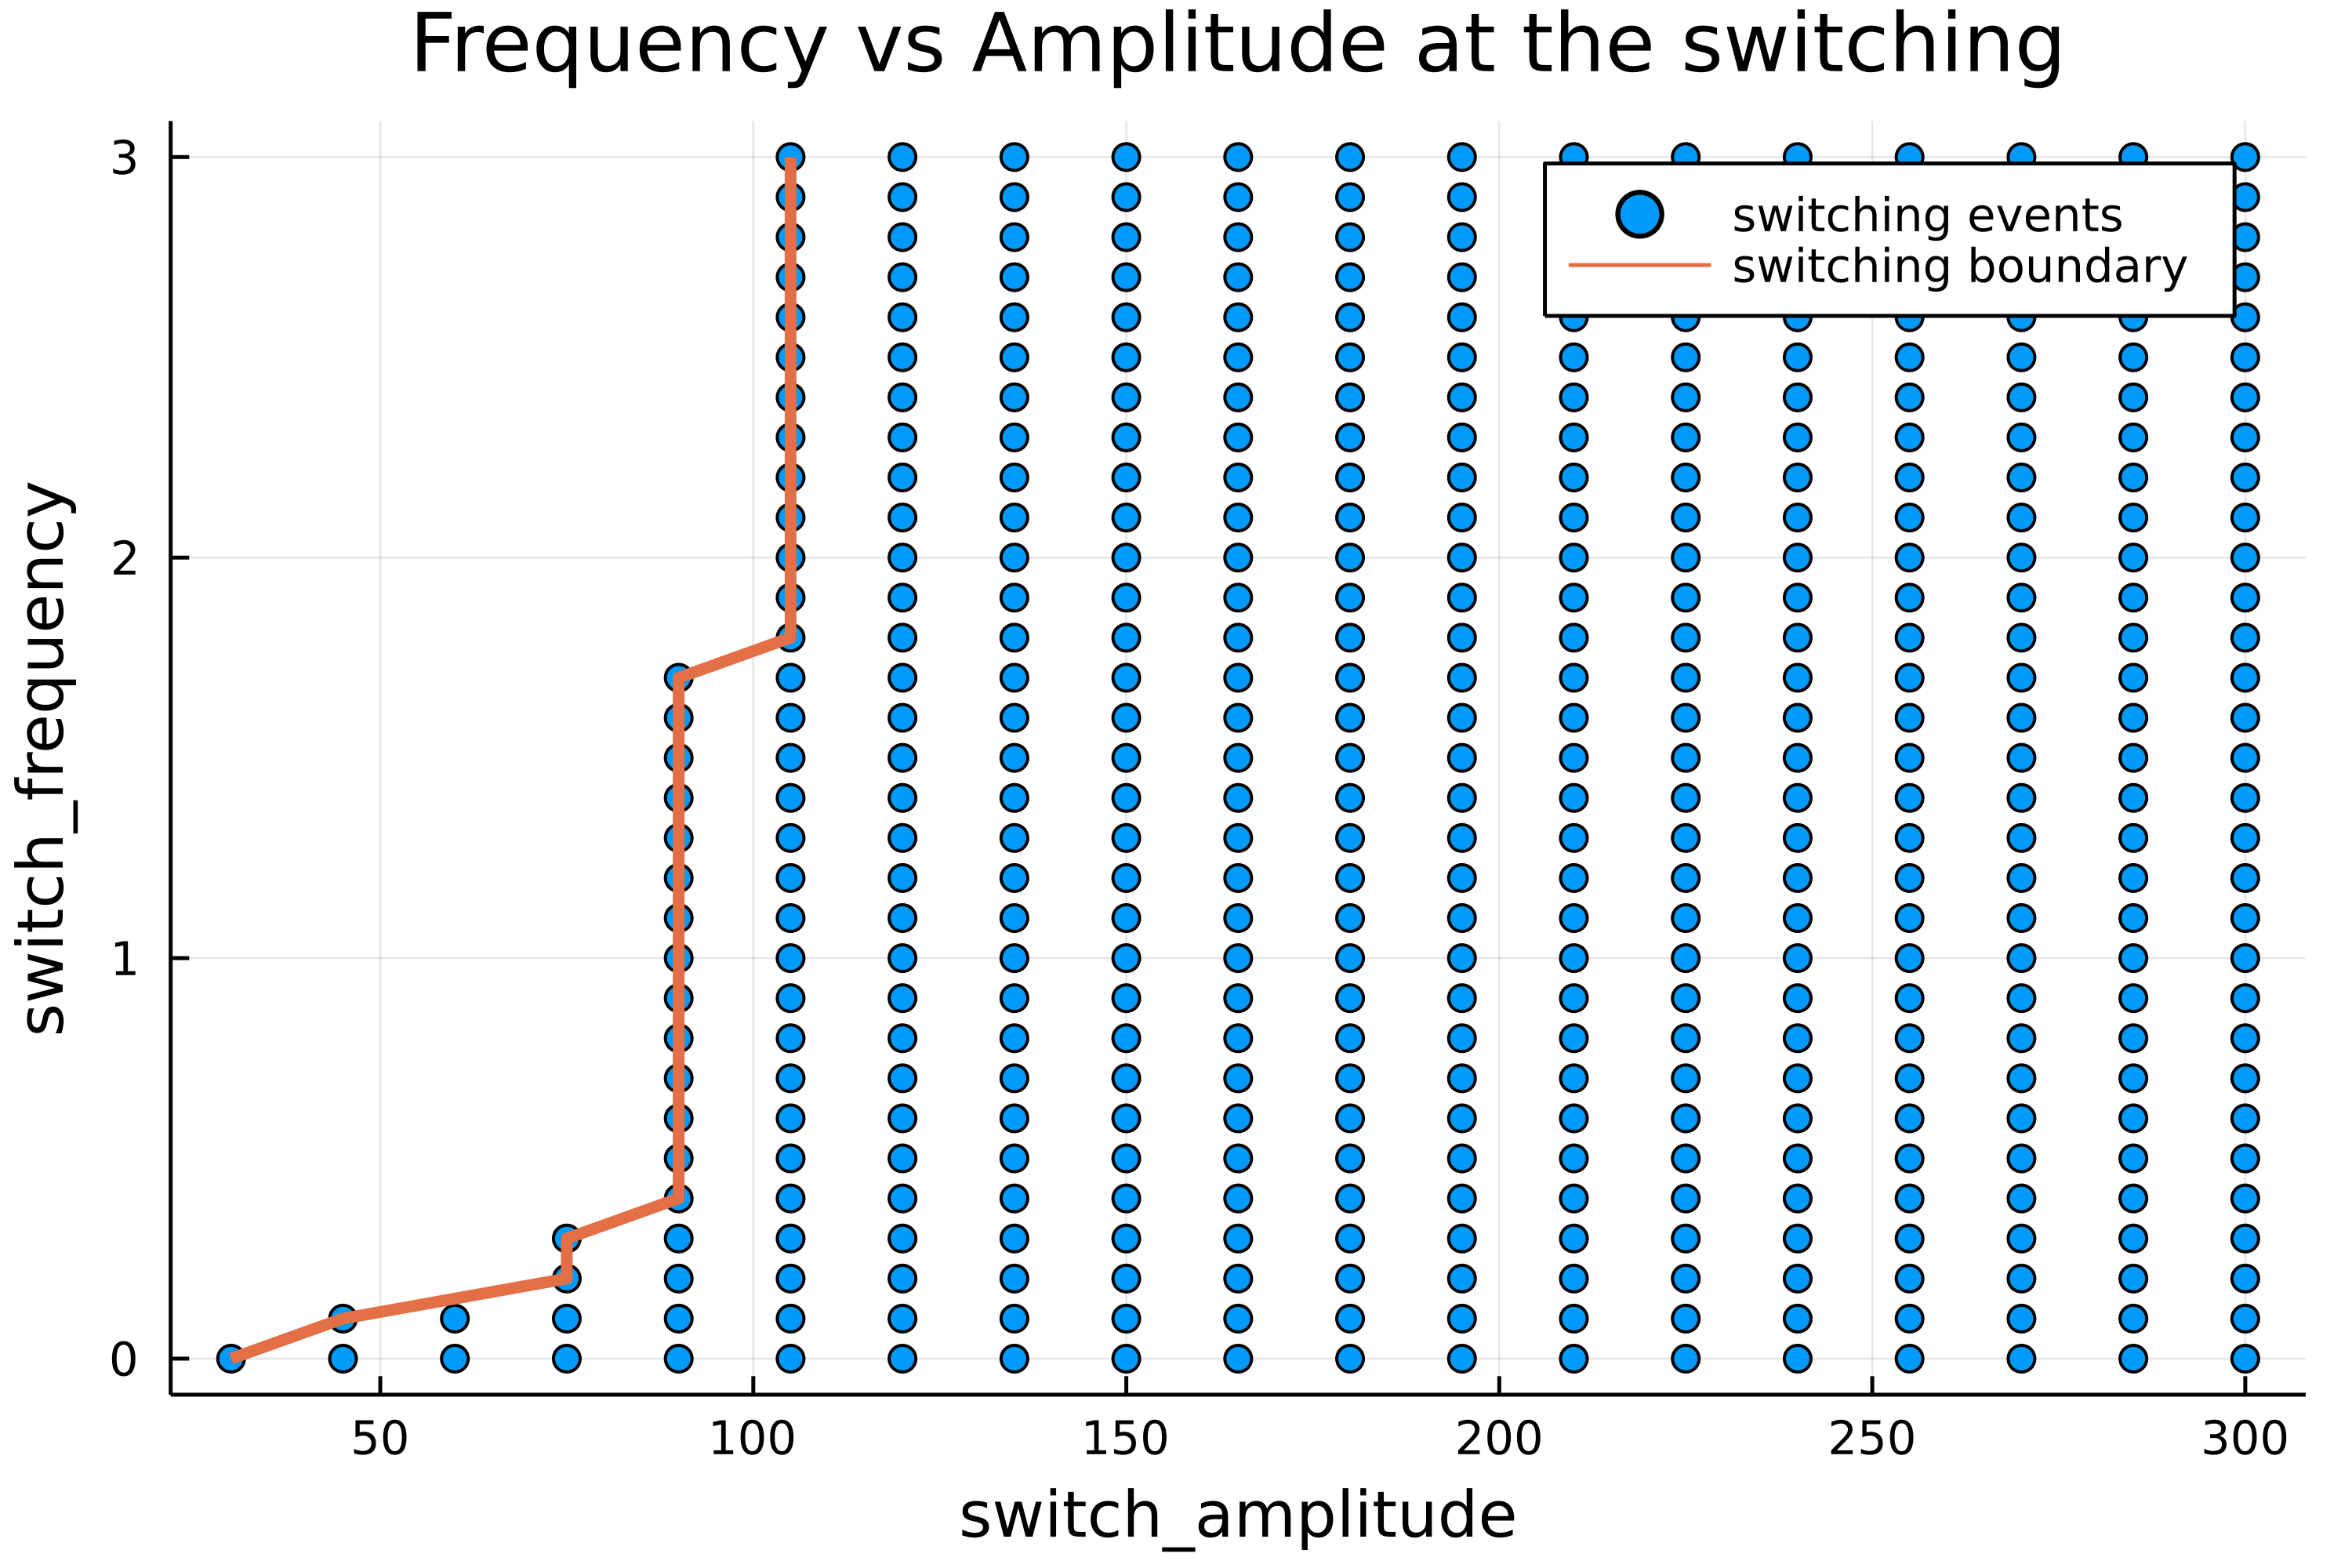 Frequency vs Amplitude at the switching
switching events
switching boundary
switch_frequency
3
2
1
0
50 100 150 200 250 300
switch_amplitude